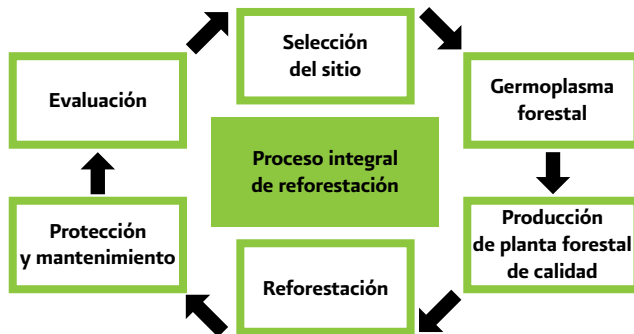 Selección
del sitio
Germoplasma
forestal
Producción
de planta forestal
de calidad
Reforestación
Protección
y mantenimiento
Evaluación
Proceso integral
de reforestación